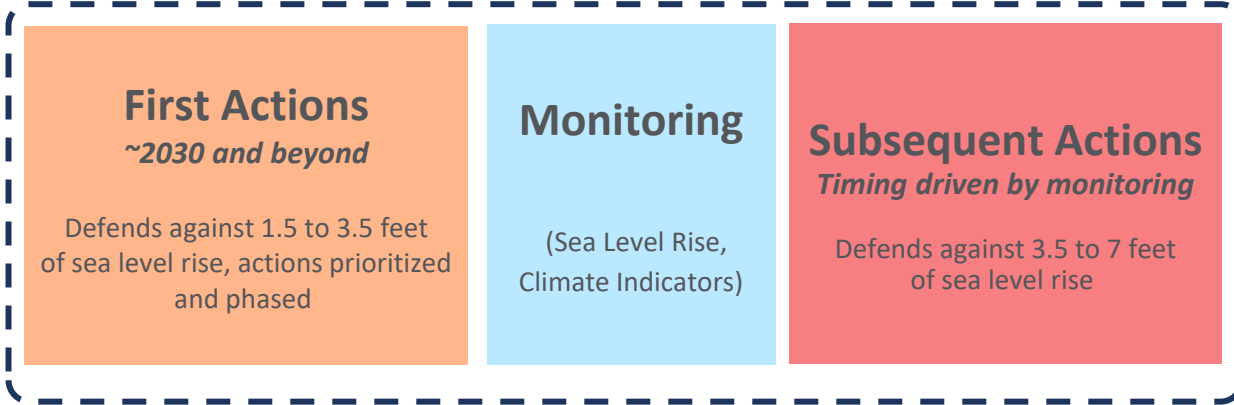 First Actions
~2030 and beyond
Defends against 1.5 to 3.5 feet
of sea level rise, actions prioritized
and phased
Monitoring
(Sea Level Rise,
Climate Indicators)
Subsequent Actions
Timing driven by monitoring
Defends against 3.5 to 7 feet
of sea level rise